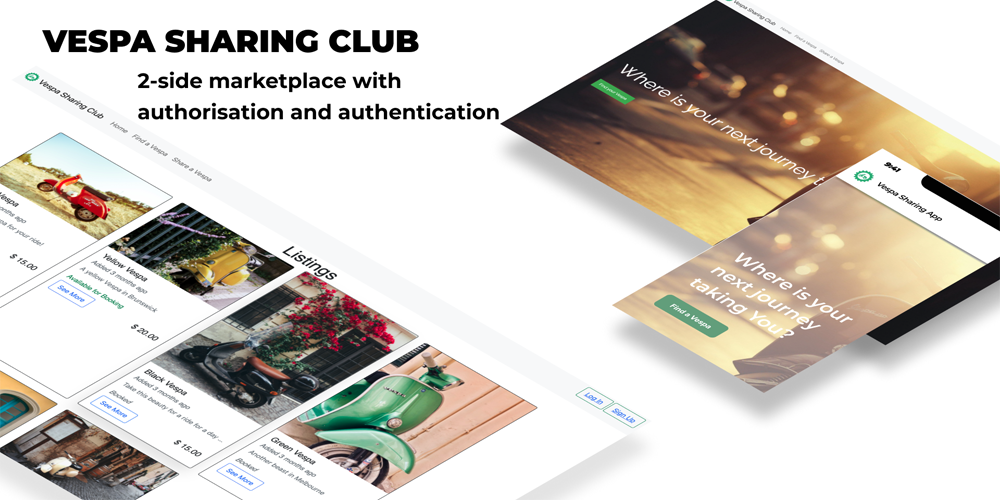 VESPA SHARING CLUB
2-side marketplace with
authorisation and authentication
Vespa Sharing Club
Home
Find a Vespa
Share a Vespa
Listings
Log In
Sign Up
Vespa
months ago
pa for your ride!
$ 15.00
Yellow Vespa
Added 3 months ago
A yellow Vespa in Brunswick
Available for Booking
See More
$ 20.00
Black Vespa
Added 3 months ago
Take this beauty for a ride for a day ...
Booked
See More
$ 15.00
Green Vespa
Added 3 months ago
Another beast in Melbourne
Booked
See More
Vespa Sharing Club
Home
Find a Vespa
Share a Vespa
Where is your next journey t
Find your Vespa
9:41
Vespa Sharing App
Where is your
next journey
taking You?
Find a Vespa